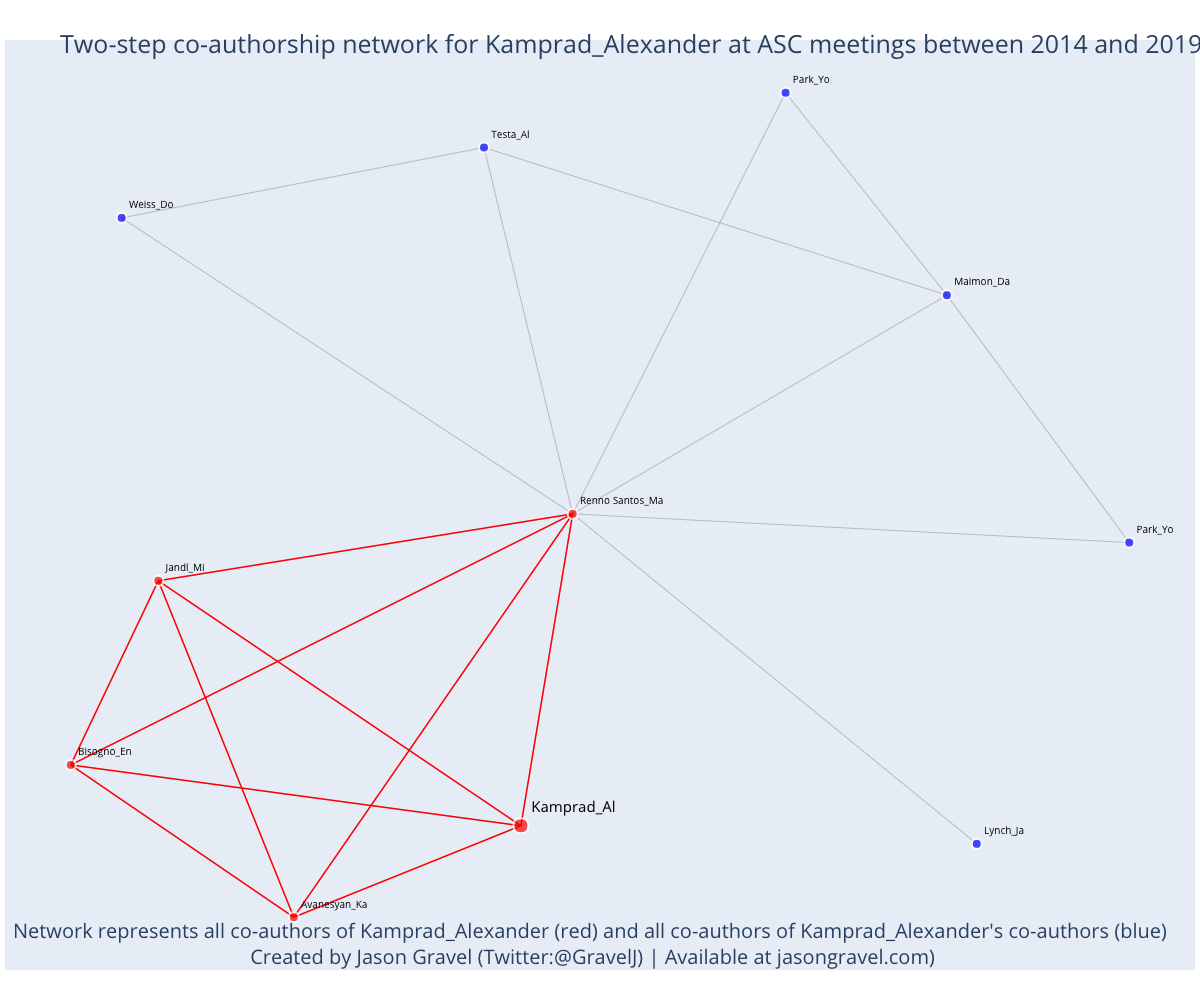 Two-step co-authorship network for Kamprad_Alexander at ASC meetings between 2014 and 2019
Park_Yo
Testa_Al
Weiss_Do
Maimon_Da
Renno Santos_Ma
Park_Yo
Jandl_Mi
Bisogno_En
Kamprad_Al
Lynch_Ja
Avanesyan_Ka
Network represents all co-authors of Kamprad_Alexander (red) and all co-authors of Kamprad_Alexander's co-authors (blue)
Created by Jason Gravel (Twitter:@GravelJ) | Available at jasongravel.com)